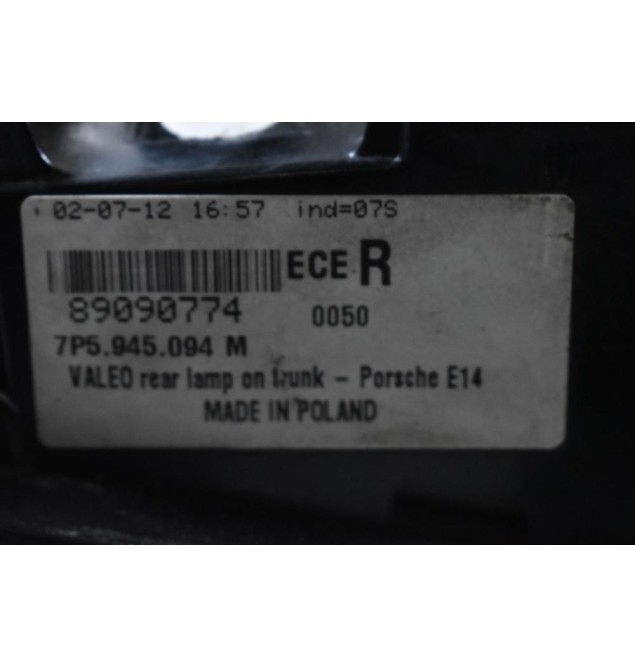 02-07-12 16:57 ind=07S
ECE R
89090774 0050
7P5.945.094 M
VALEO rear lamp on trunk - Porsche E14
MADE IN POLAND